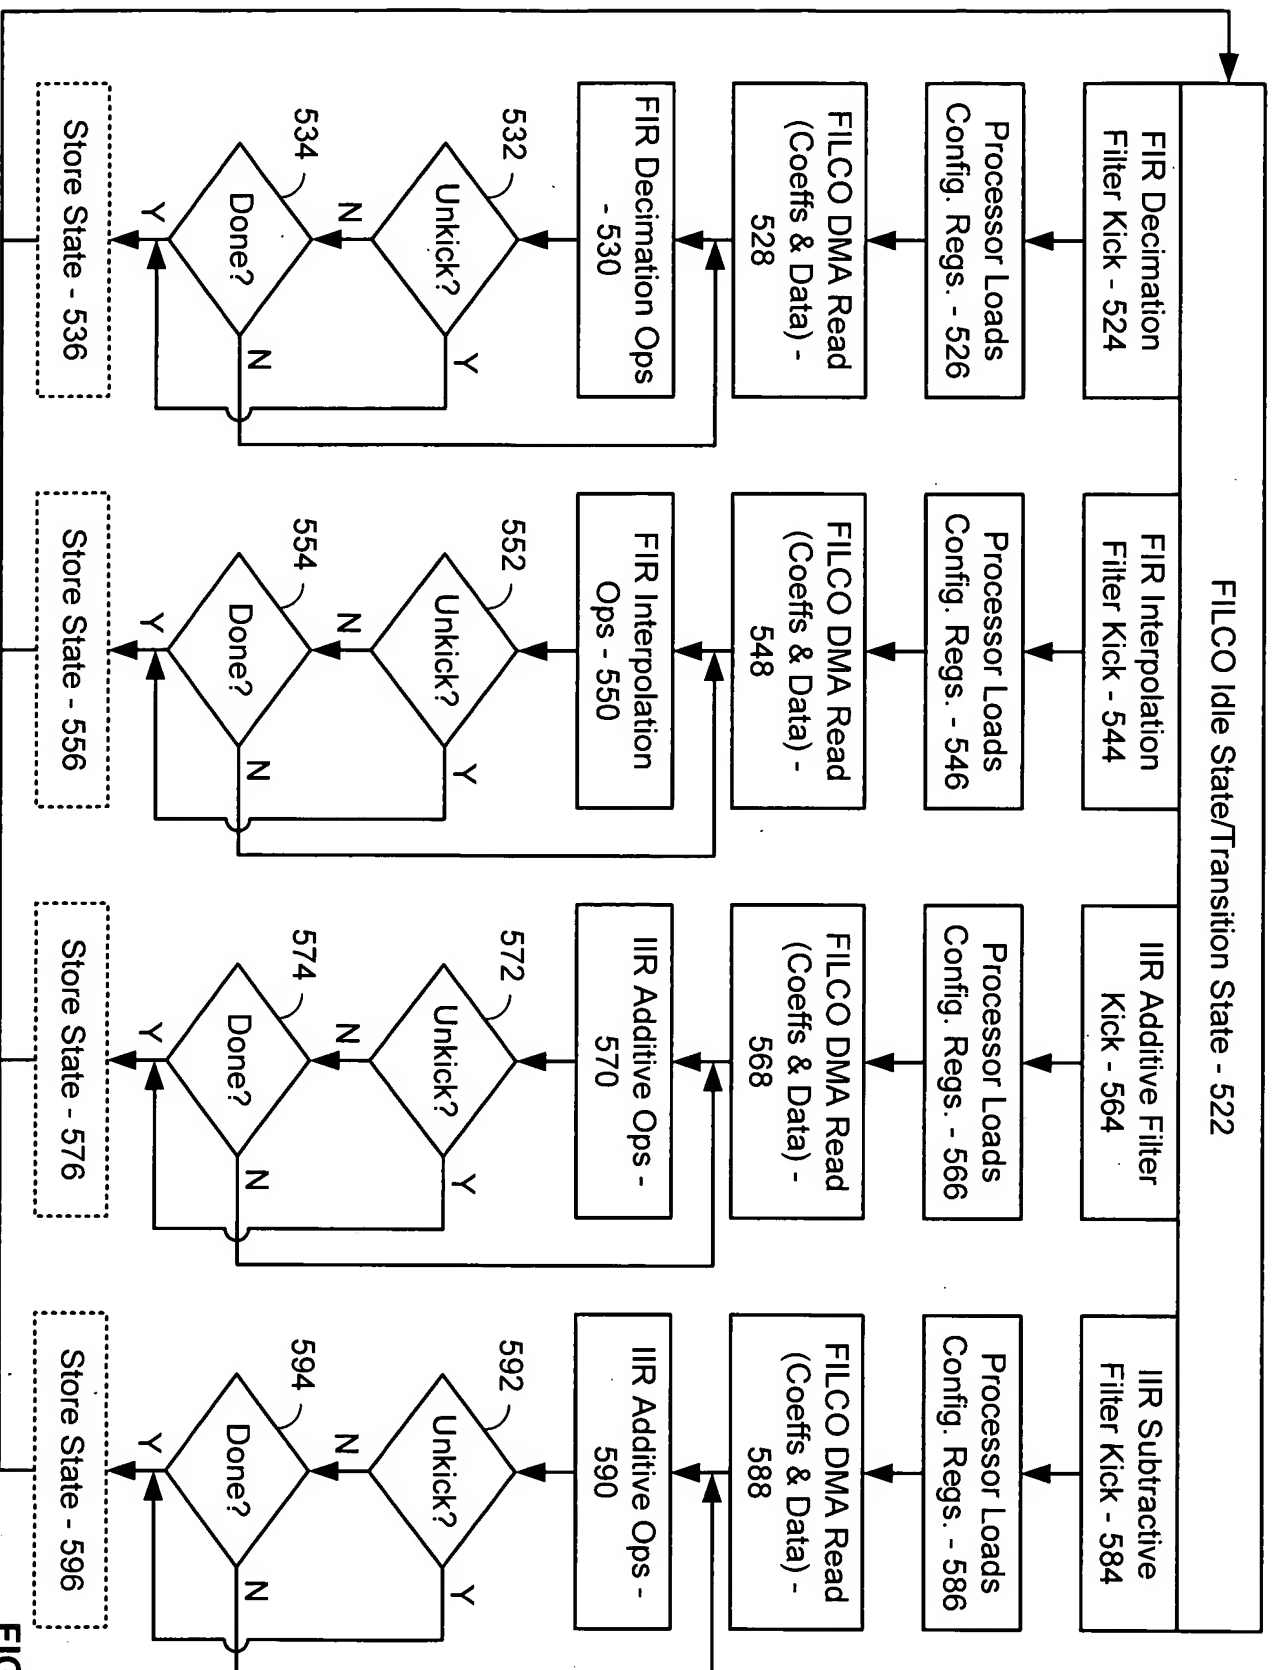 FILCO Idle State/Transition State - 522
FIR Decimation
Filter Kick - 524
Processor Loads
Config. Regs. - 526
FILCO DMA Read
(Coeffs & Data) -
528
FIR Decimation Ops
- 530
532
Unkick?
Y
N
534
Done?
N
Y
Store State - 536
FIR Interpolation
Filter Kick - 544
Processor Loads
Config. Regs. - 546
FILCO DMA Read
(Coeffs & Data) -
548
FIR Interpolation
Ops - 550
552
Unkick?
Y
N
554
Done?
N
Y
Store State - 556
IIR Additive Filter
Kick - 564
Processor Loads
Config. Regs. - 566
FILCO DMA Read
(Coeffs & Data) -
568
IIR Additive Ops -
570
572
Unkick?
Y
N
574
Done?
N
Y
Store State - 576
IIR Subtractive
Filter Kick - 584
Processor Loads
Config. Regs. - 586
FILCO DMA Read
(Coeffs & Data) -
588
IIR Additive Ops -
590
592
Unkick?
Y
N
594
Done?
N
Y
Store State - 596